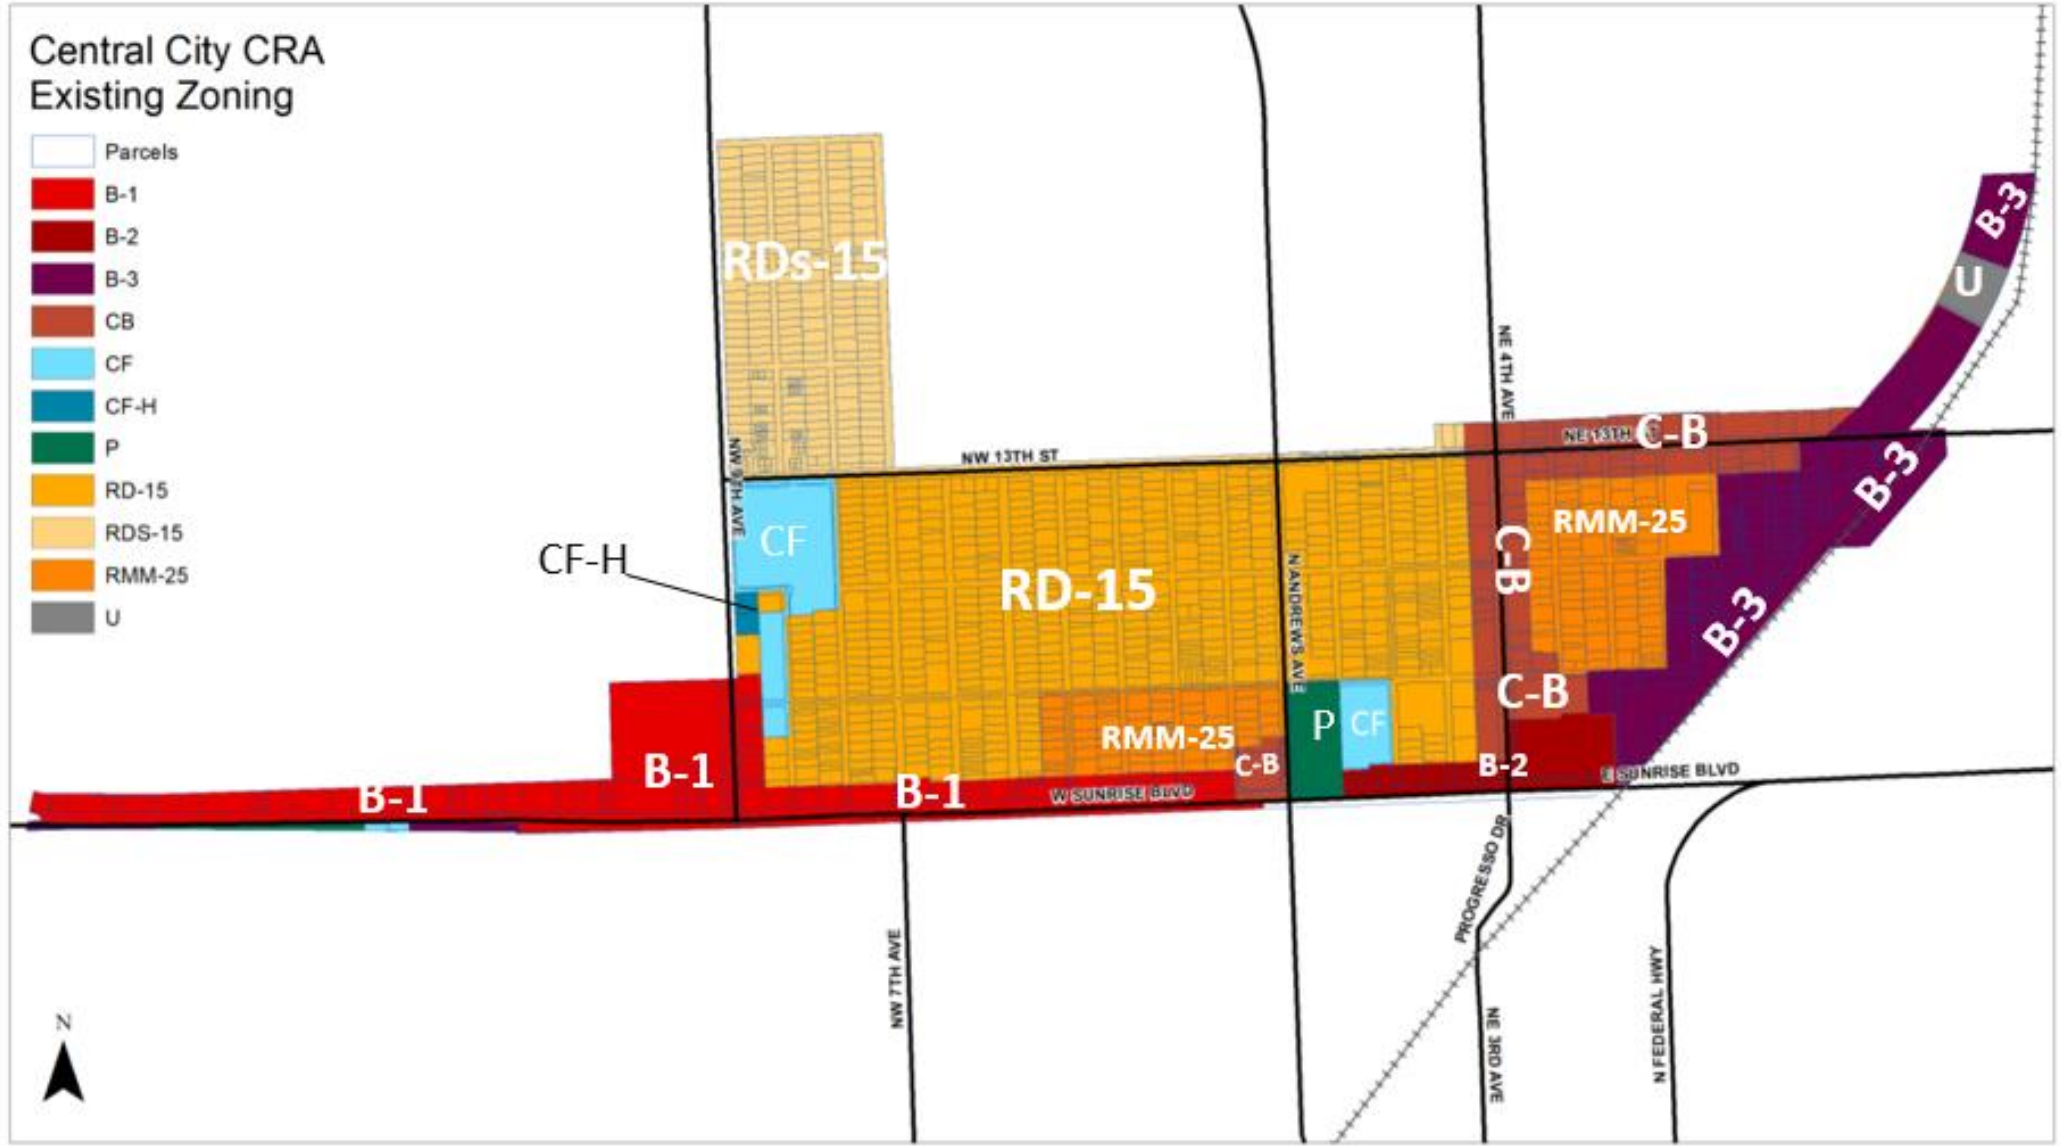 Central City CRA
Existing Zoning
Parcels
B-1
B-2
B-3
CB
CF
CF-H
P
RD-15
RDS-15
RMM-25
U
RDs-15
B-3
U
NE 4TH AVE
NE 13TH
C-B
NW 13TH ST
NW 9TH AVE
B-3
CF
CF-H
RMM-25
C-B
RD-15
N ANDREWS AVE
B-3
C-B
P
CF
RMM-25
C-B
B-2
B-1
B-1
B-1
W SUNRISE BLVD
E SUNRISE BLVD
PROGRESSO DR
NW 7TH AVE
N FEDERAL HWY
NE 3RD AVE
N